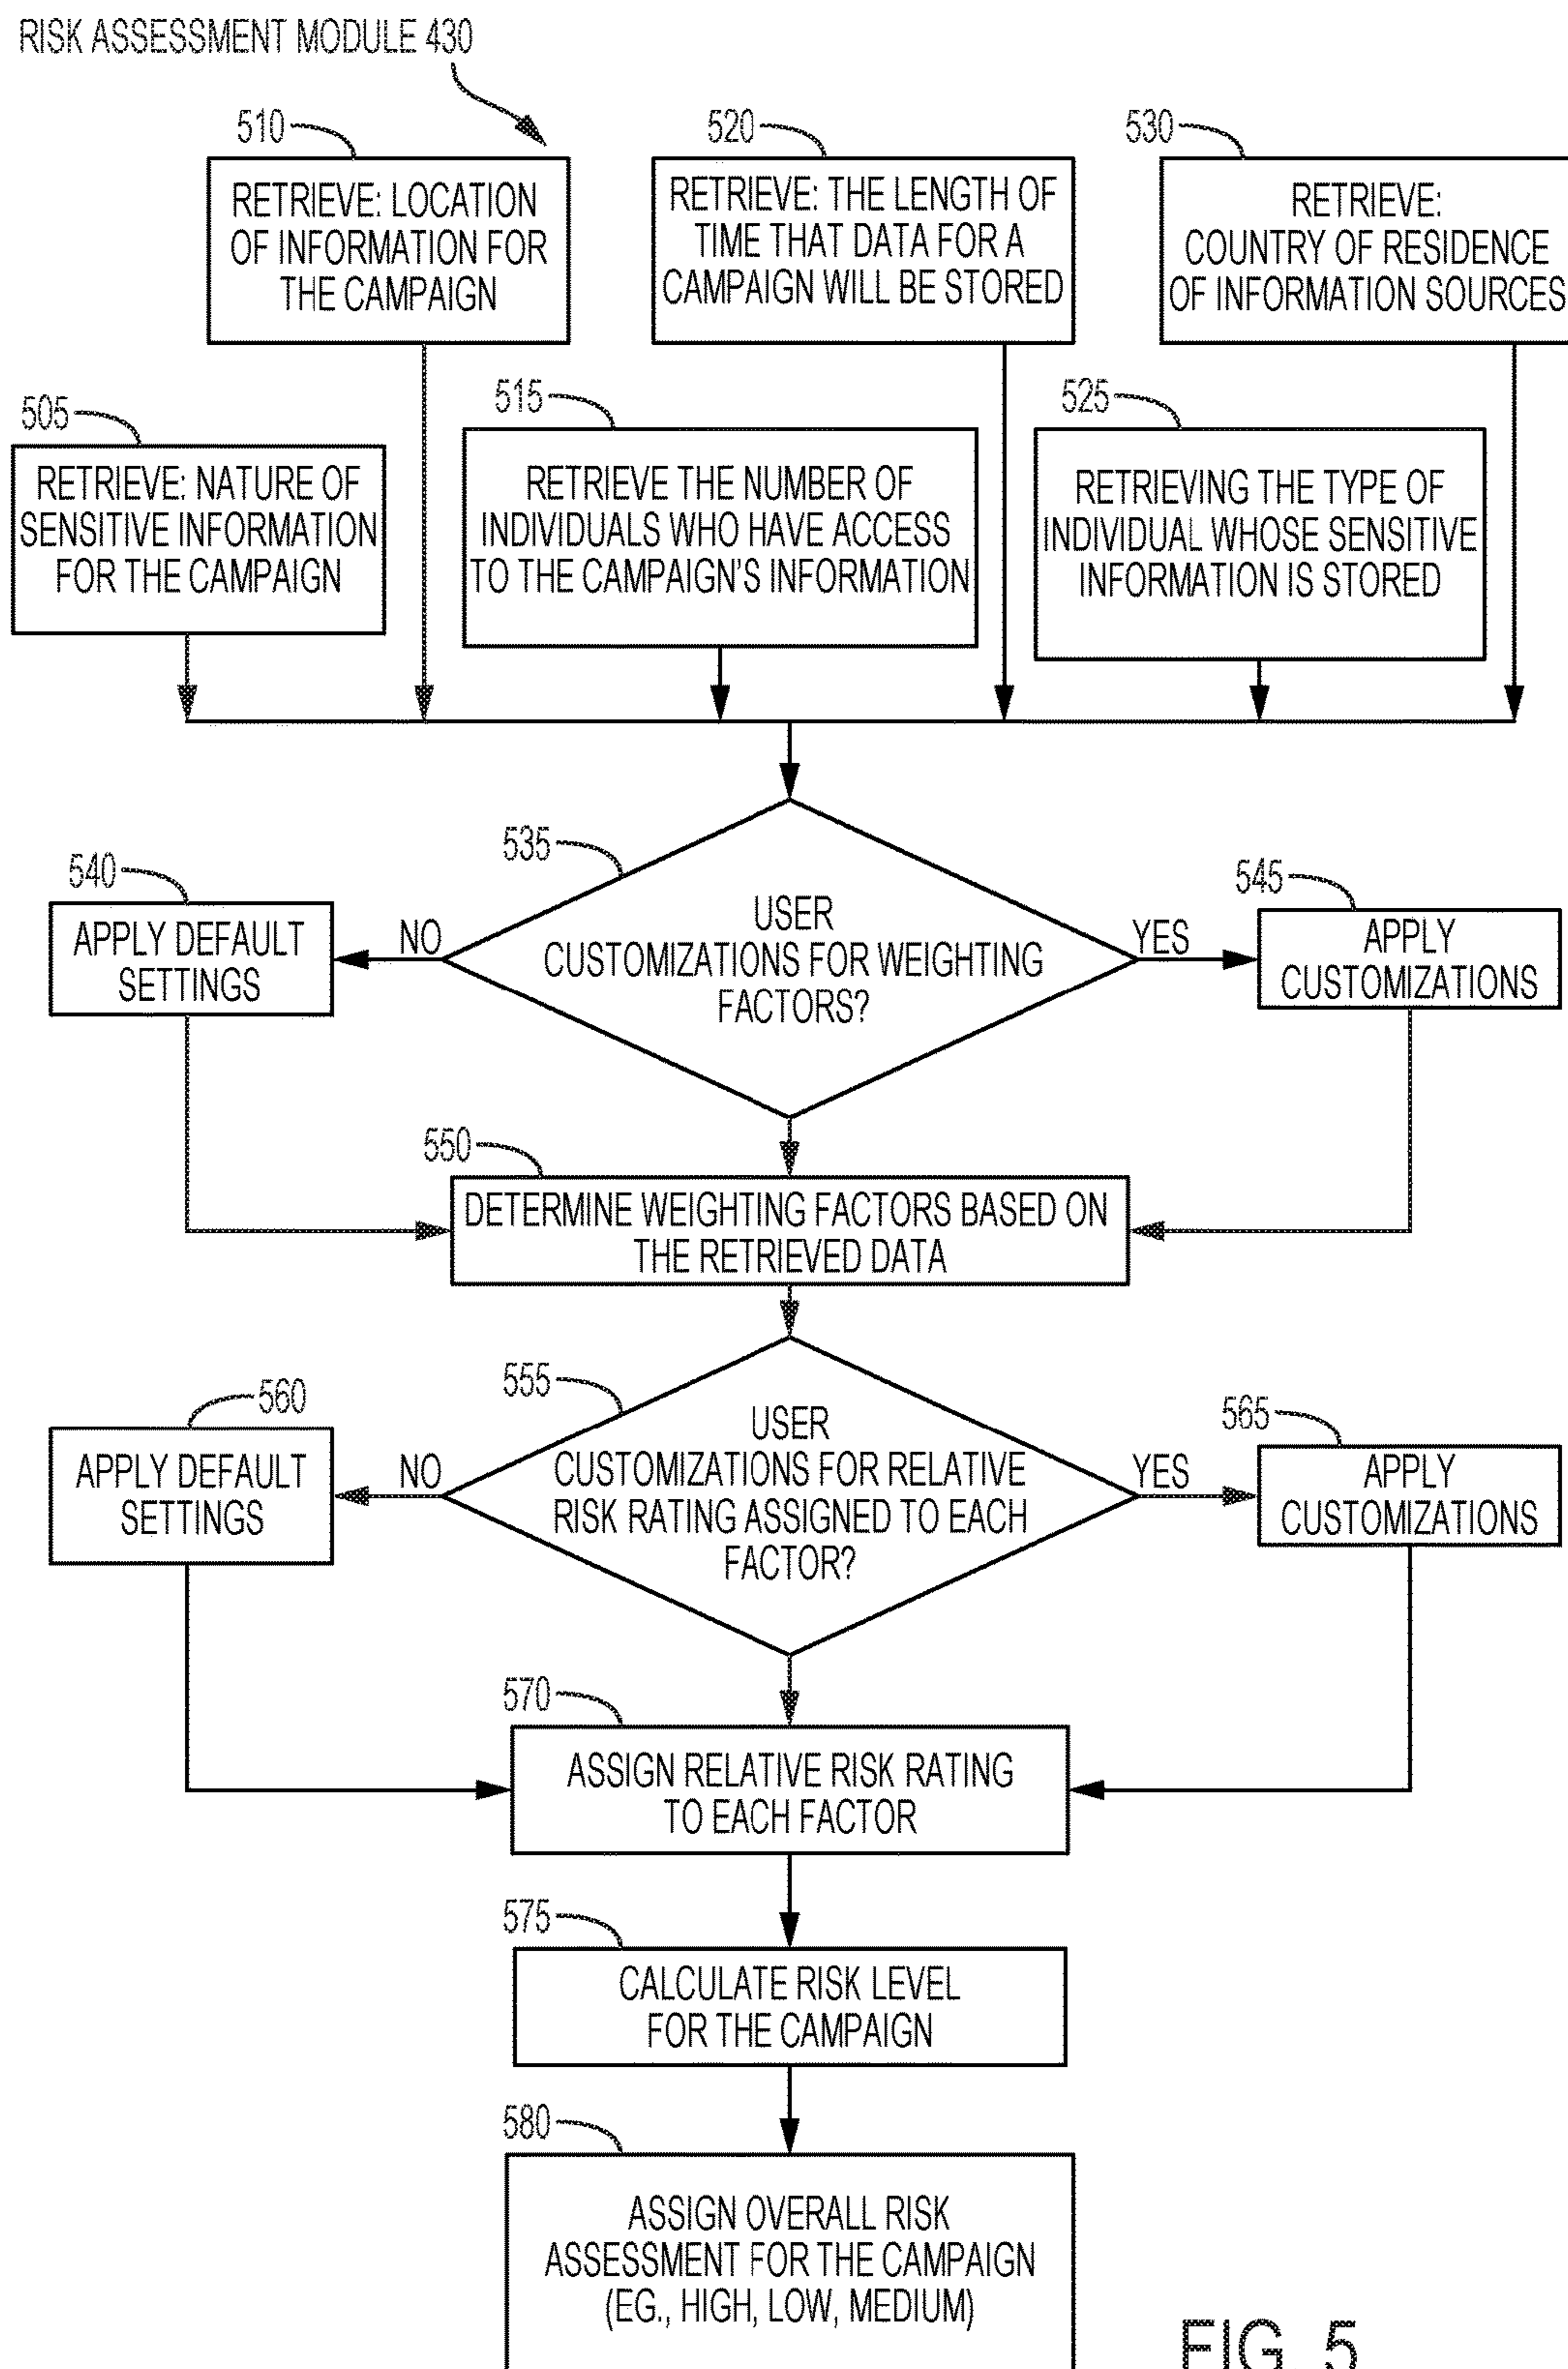 RISK ASSESSMENT MODULE 430
510
RETRIEVE: LOCATION
OF INFORMATION FOR
THE CAMPAIGN
520
RETRIEVE: THE LENGTH OF
TIME THAT DATA FOR A
CAMPAIGN WILL BE STORED
530
RETRIEVE:
COUNTRY OF RESIDENCE
OF INFORMATION SOURCES
505
RETRIEVE: NATURE OF
SENSITIVE INFORMATION
FOR THE CAMPAIGN
515
RETRIEVE THE NUMBER OF
INDIVIDUALS WHO HAVE ACCESS
TO THE CAMPAIGN'S INFORMATION
525
RETRIEVING THE TYPE OF
INDIVIDUAL WHOSE SENSITIVE
INFORMATION IS STORED
535
USER
CUSTOMIZATIONS FOR WEIGHTING
FACTORS?
NO
540
APPLY DEFAULT
SETTINGS
YES
545
APPLY
CUSTOMIZATIONS
550
DETERMINE WEIGHTING FACTORS BASED ON
THE RETRIEVED DATA
555
USER
CUSTOMIZATIONS FOR RELATIVE
RISK RATING ASSIGNED TO EACH
FACTOR?
NO
560
APPLY DEFAULT
SETTINGS
YES
565
APPLY
CUSTOMIZATIONS
570
ASSIGN RELATIVE RISK RATING
TO EACH FACTOR
575
CALCULATE RISK LEVEL
FOR THE CAMPAIGN
580
ASSIGN OVERALL RISK
ASSESSMENT FOR THE CAMPAIGN
(EG., HIGH, LOW, MEDIUM)
FIG. 5